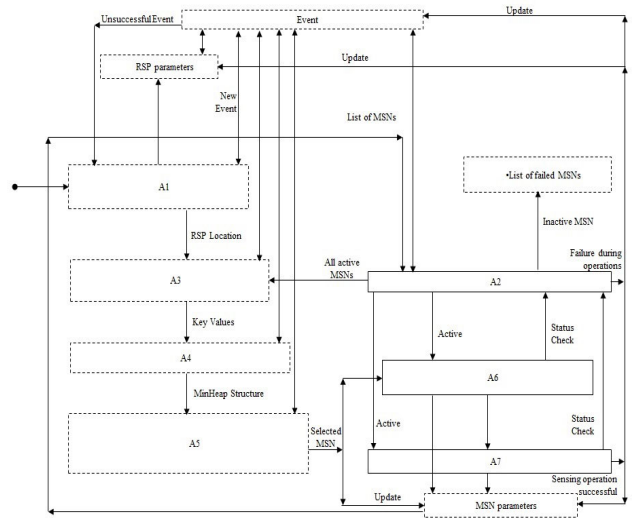 Unsuccessful Event
Event
Update
RSP parameters
Update
New
Event
List of MSNs
A1
•List of failed MSNs
RSP Location
Inactive MSN
All active
MSNs
Failure during
operations
A3
A2
Key Values
Active
Status
Check
A4
A6
MinHeap Structure
Selected
MSN
Active
Status
Check
A5
A7
Sensing operation
successful
Update
MSN parameters